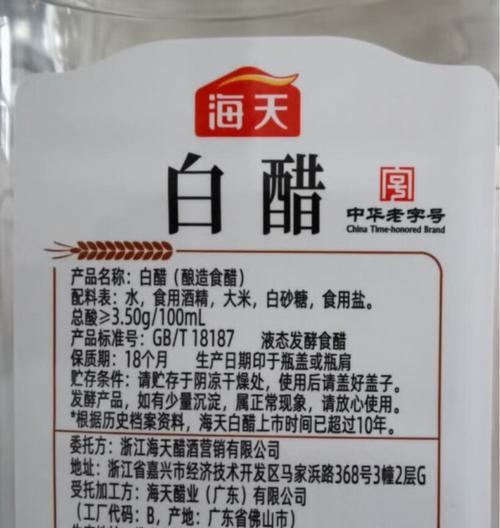 海天
白醋
中华老字号
China Time-honored Brand
产品名称：白醋（酿造食醋）
配料表：水，食用酒精，大米，白砂糖，食用盐。
总酸≥3.50g/100mL
产品标准号：GB/T 18187 液态发酵食醋
保质期：18个月 生产日期印于瓶盖或瓶肩
贮存条件：请贮存于阴凉干燥处，使用后请盖好盖子。
发酵产品，如有少量沉淀，属正常现象，请放心使用。
*根据历史档案资料，海天白醋上市时间已超过10年。
委托方：浙江海天醋酒营销有限公司
地址：浙江省嘉兴市经济技术开发区马家浜路368号3幢2层G
受托加工方：海天醋业（广东）有限公司
（工厂代码：B，产地：广东省佛山市）